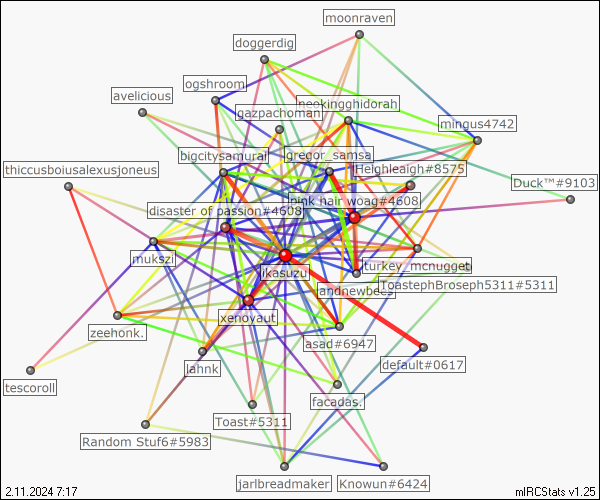 moonraven
doggerdig
ogshroom
avelicious
neekingghidorah
gazpachoman
mingus4742
bigcitysamurai
gregor_samsa
thiccusboiusalexusjoneus
Heighleaigh#8575
Duck™#9103
pink hair woag#4608
disaster of passion#4608
mukszi
jikasuzu
turkey_mcnugget
andnewbees
ToastephBroseph5311#5311
xenoyaut
zeehonk.
asad#6947
default#0617
jahnk
tescoroll
facadas.
Toast#5311
Random Stuf6#5983
jarlbreadmaker
Knowun#6424
2.11.2024 7:17
mIRCStats v1.25